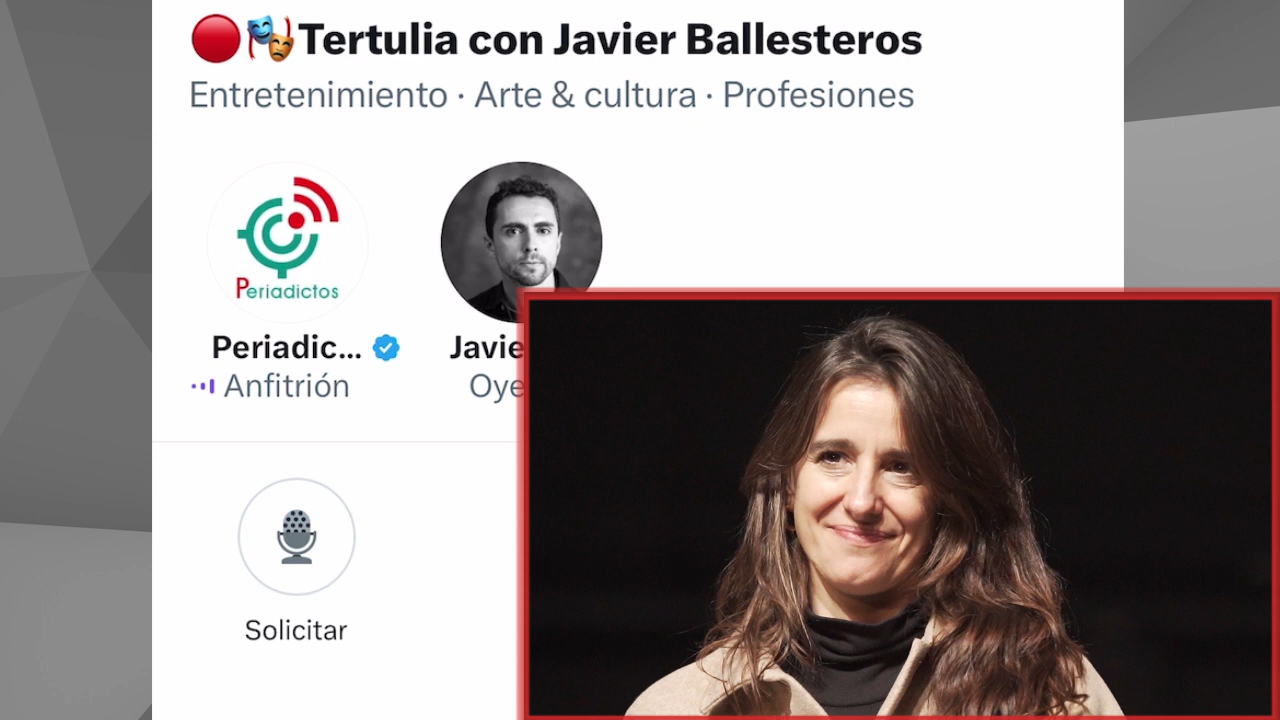 Tertulia con Javier Ballesteros
Entretenimiento · Arte & cultura · Profesiones
Periadictos
Periadic...
Javie
Anfitrión
Oye
Solicitar